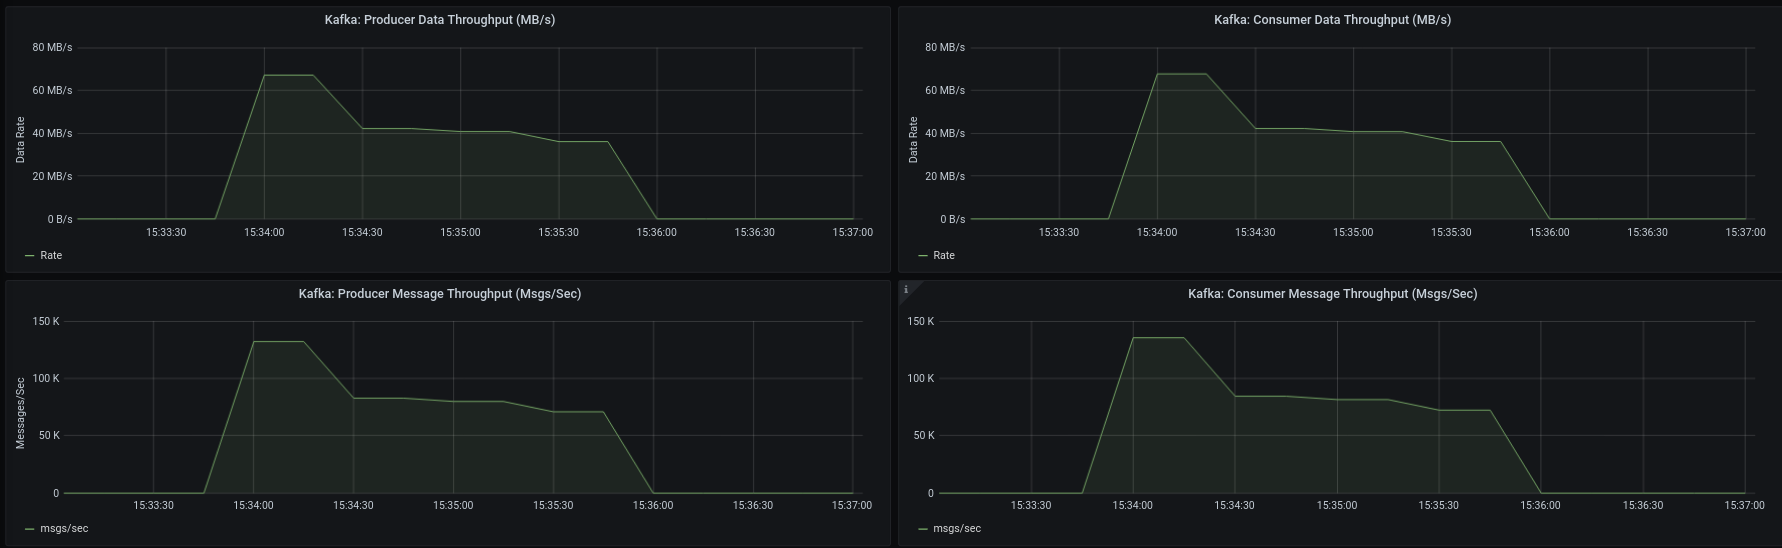 Kafka: Producer Data Throughput (MB/s)
80 MB/s
60 MB/s
40 MB/s
20 MB/s
0 B/s
Data Rate
15:33:30 15:34:00 15:34:30 15:35:00 15:35:30 15:36:00 15:36:30 15:37:00
Rate
Kafka: Consumer Data Throughput (MB/s)
80 MB/s
60 MB/s
40 MB/s
20 MB/s
0 B/s
Data Rate
15:33:30 15:34:00 15:34:30 15:35:00 15:35:30 15:36:00 15:36:30 15:37:00
Rate
Kafka: Producer Message Throughput (Msgs/Sec)
150 K
100 K
50 K
0
Messages/Sec
15:33:30 15:34:00 15:34:30 15:35:00 15:35:30 15:36:00 15:36:30 15:37:00
msgs/sec
i
Kafka: Consumer Message Throughput (Msgs/Sec)
150 K
100 K
50 K
0
15:33:30 15:34:00 15:34:30 15:35:00 15:35:30 15:36:00 15:36:30 15:37:00
msgs/sec